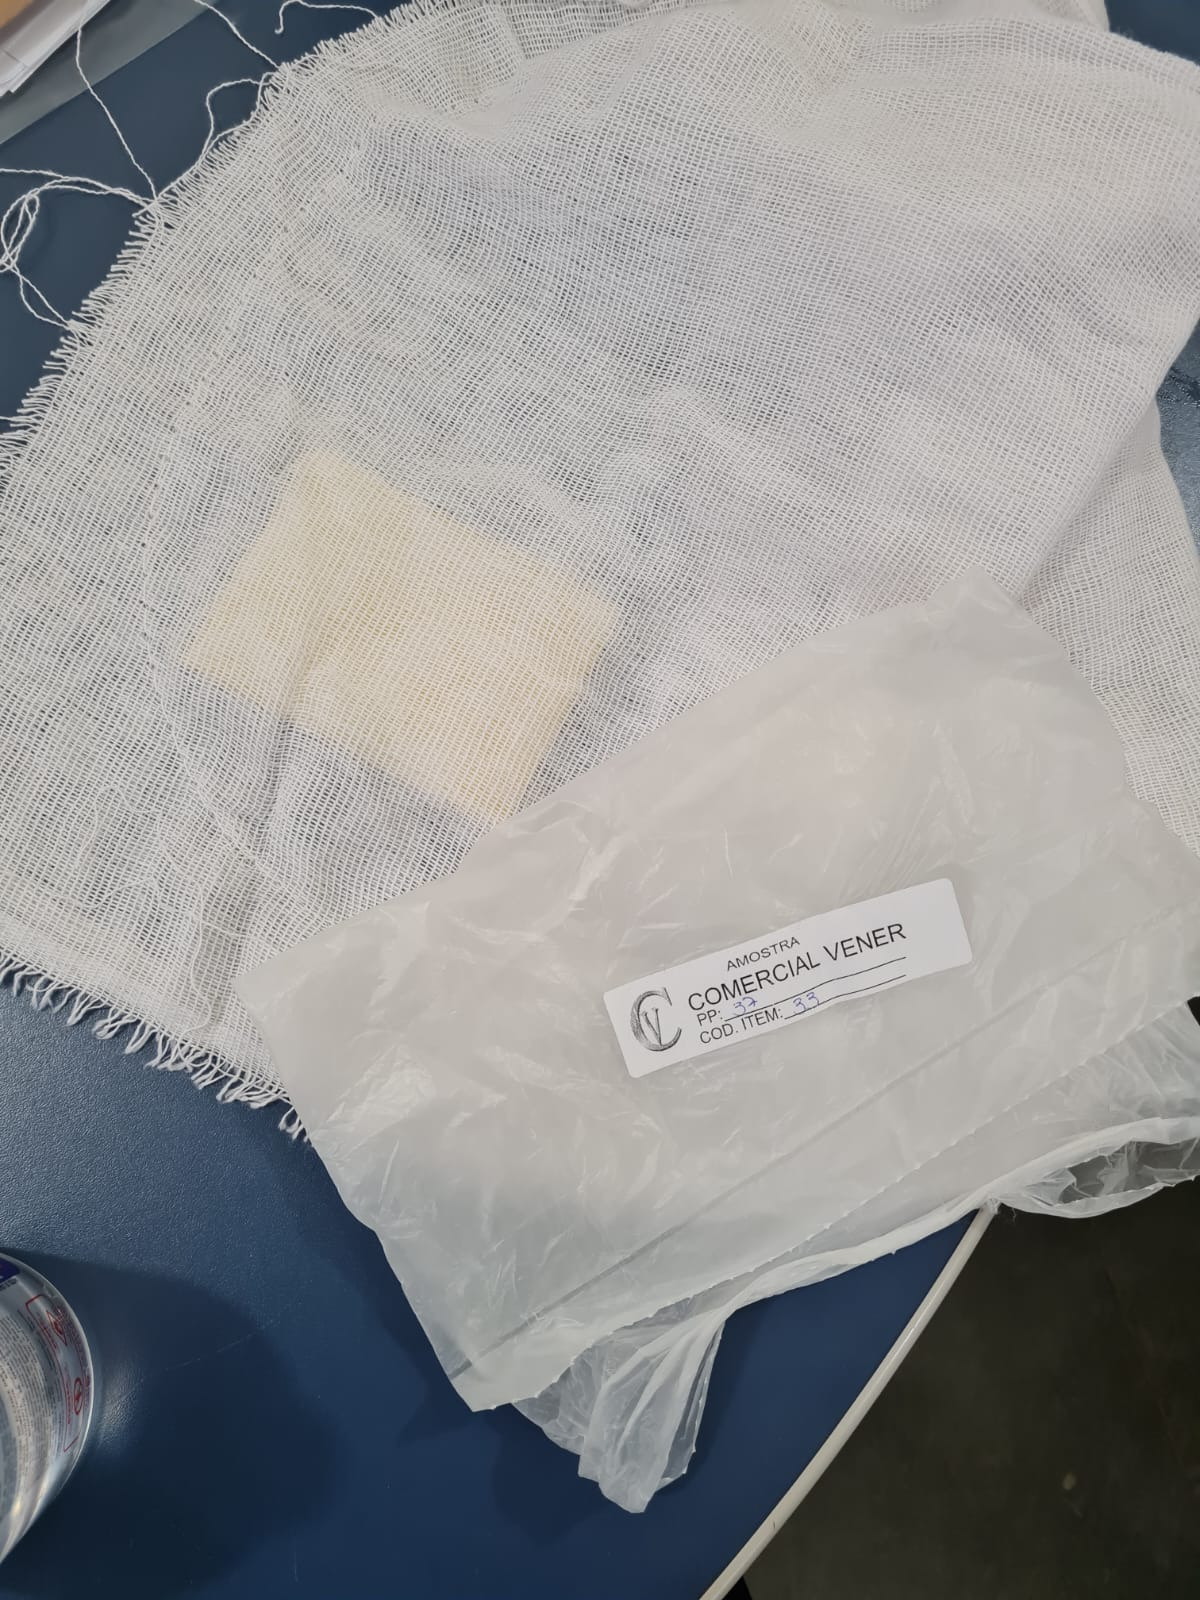 AMOSTRA
COMERCIAL VENER
PP: 37
COD. ITEM: 33